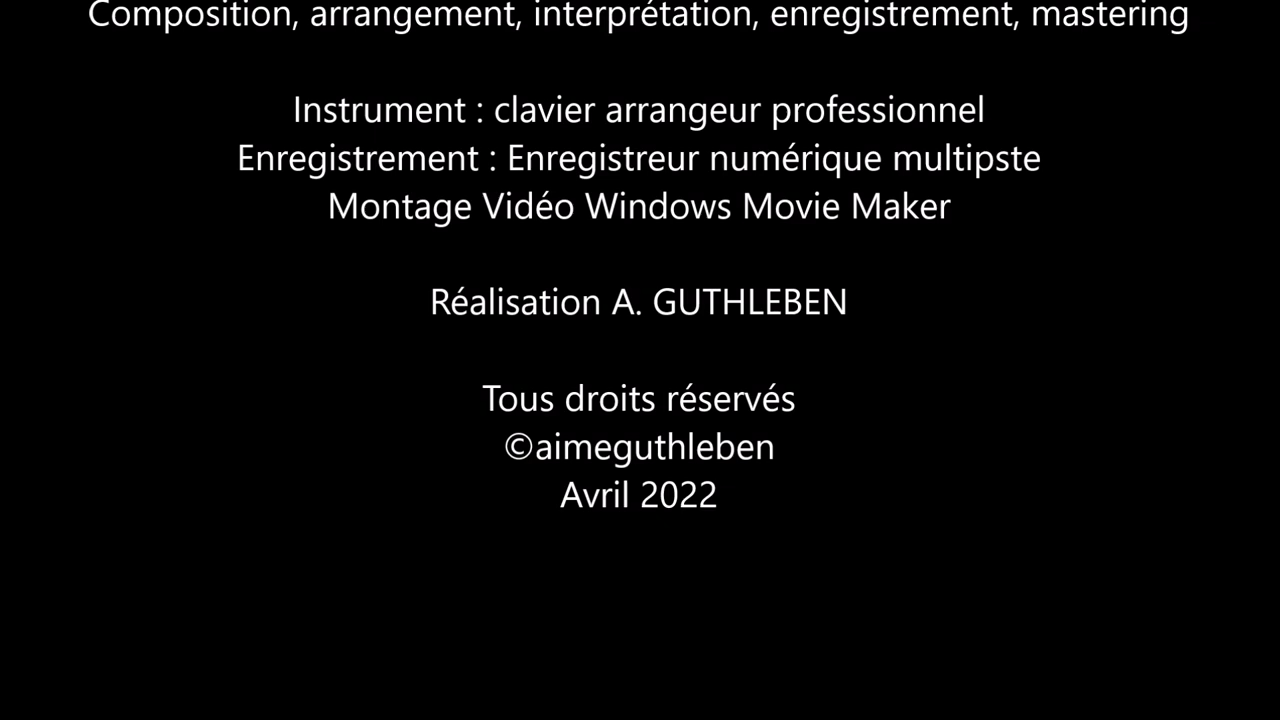 Composition, arrangement, interprétation, enregistrement, mastering
Instrument : clavier arrangeur professionnel
Enregistrement : Enregistreur numérique multipste
Montage Vidéo Windows Movie Maker
Réalisation A. GUTHLEBEN
Tous droits réservés
©aimeguthleben
Avril 2022